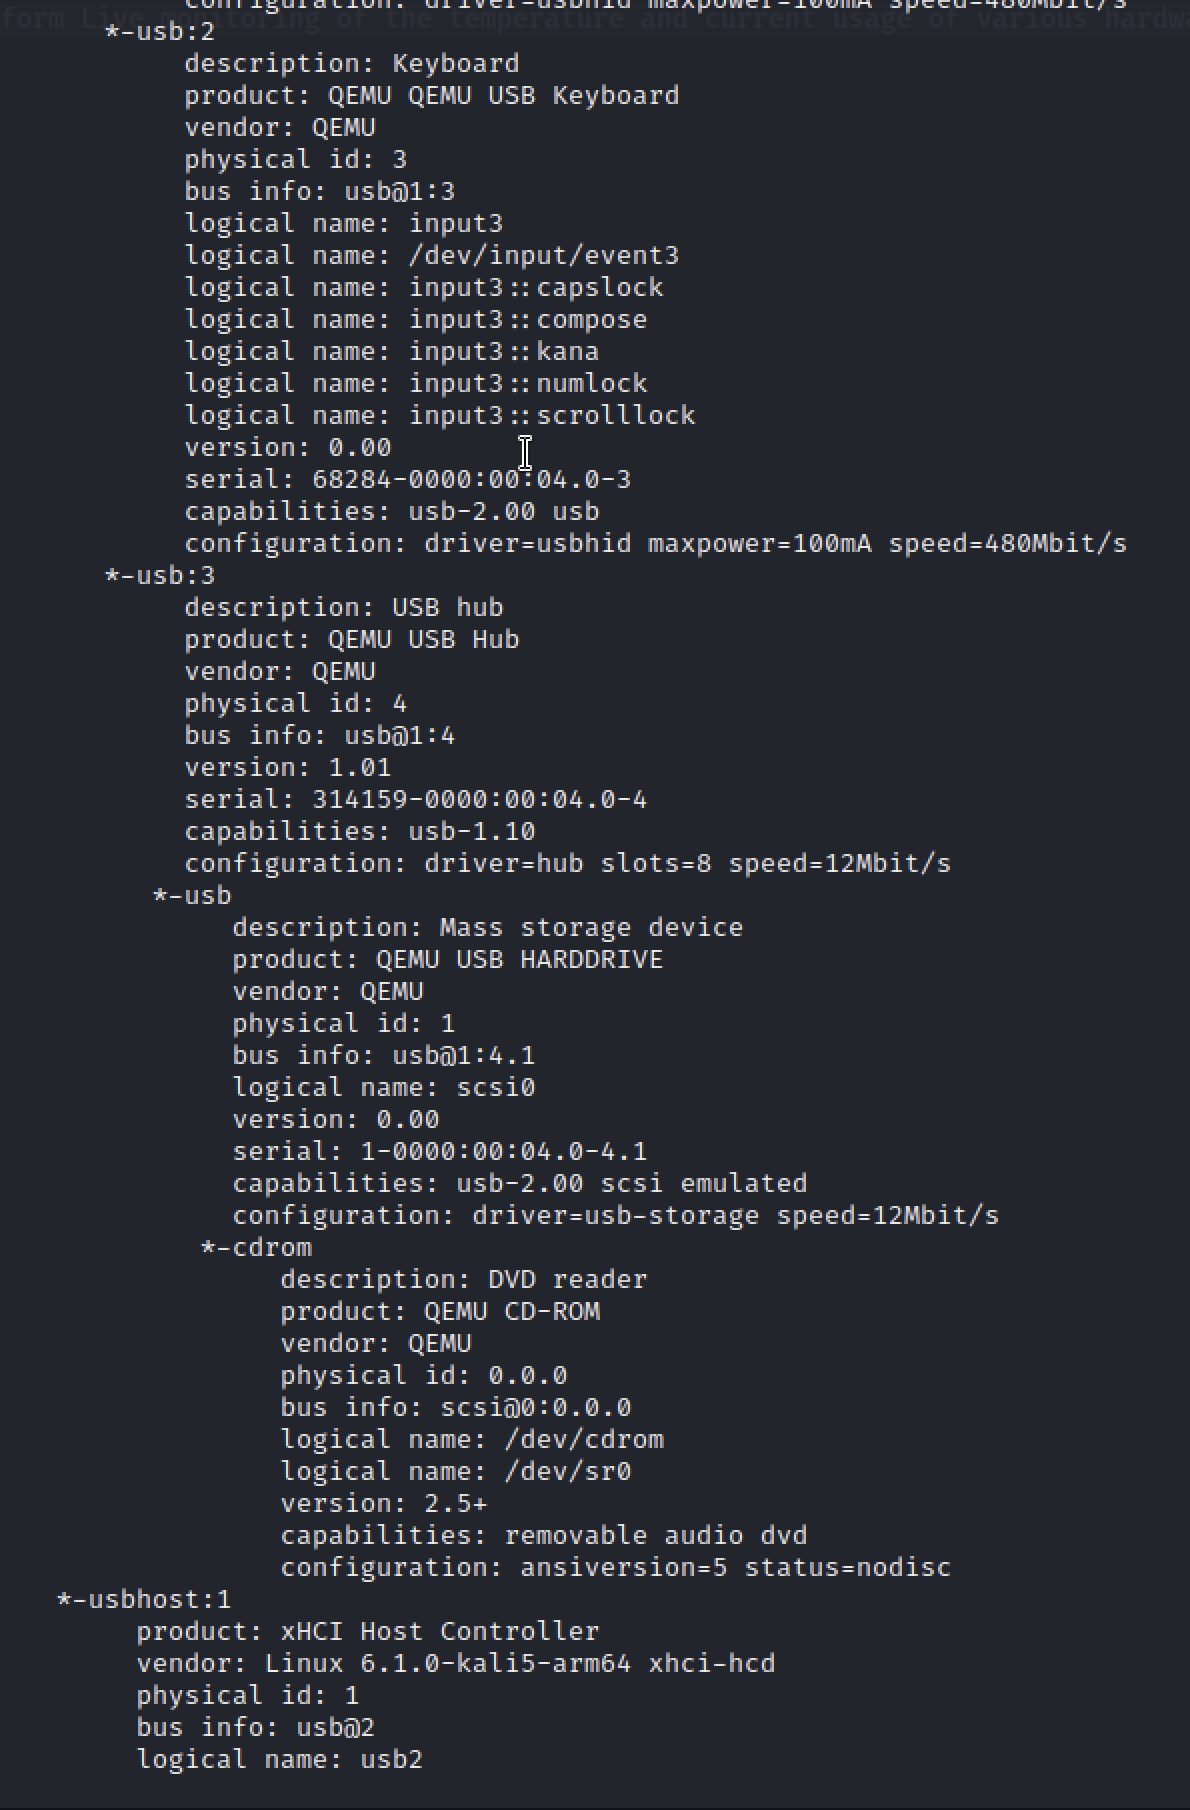 configuration: driver=usbhid maxpower=100mA speed=480Mbit/s
form Live monitoring of the temperature and current usage of various hardwa
*-usb:2
description: Keyboard
product: QEMU QEMU USB Keyboard
vendor: QEMU
physical id: 3
bus info: usb@1:3
logical name: input3
logical name: /dev/input/event3
logical name: input3::capslock
logical name: input3::compose
logical name: input3::kana
logical name: input3::numlock
logical name: input3::scrolllock
version: 0.00
serial: 68284-0000:00:04.0-3
capabilities: usb-2.00 usb
configuration: driver=usbhid maxpower=100mA speed=480Mbit/s
*-usb:3
description: USB hub
product: QEMU USB Hub
vendor: QEMU
physical id: 4
bus info: usb@1:4
version: 1.01
serial: 314159-0000:00:04.0-4
capabilities: usb-1.10
configuration: driver=hub slots=8 speed=12Mbit/s
*-usb
description: Mass storage device
product: QEMU USB HARDDRIVE
vendor: QEMU
physical id: 1
bus info: usb@1:4.1
logical name: scsi0
version: 0.00
serial: 1-0000:00:04.0-4.1
capabilities: usb-2.00 scsi emulated
configuration: driver=usb-storage speed=12Mbit/s
*-cdrom
description: DVD reader
product: QEMU CD-ROM
vendor: QEMU
physical id: 0.0.0
bus info: scsi@0:0.0.0
logical name: /dev/cdrom
logical name: /dev/sr0
version: 2.5+
capabilities: removable audio dvd
configuration: ansiversion=5 status=nodisc
*-usbhost:1
product: xHCI Host Controller
vendor: Linux 6.1.0-kali5-arm64 xhci-hcd
physical id: 1
bus info: usb@2
logical name: usb2